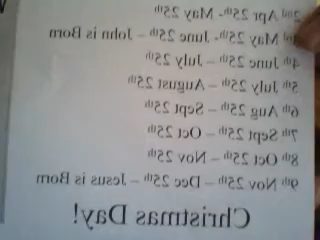 2nd Apr 25th- May 25th
3rd May 25th- June 25th – John is Born
4th June 25th – July 25th
5th July 25th – August 25th
6th Aug 25th – Sept 25th
7th Sept 25th – Oct 25th
8th Oct 25th – Nov 25th
9th Nov 25th – Dec 25th – Jesus is Born
Christmas Day!